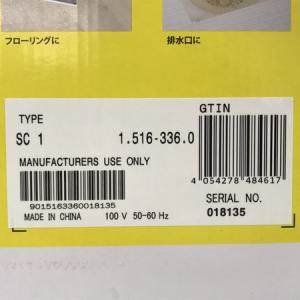 フローリングに
排水口に
TYPE
GTIN
SC 1
1.516-336.0
MANUFACTURERS USE ONLY
4 054278 484617
9015163360018135
SERIAL NO.
018135
MADE IN CHINA
100 V 50-60 Hz